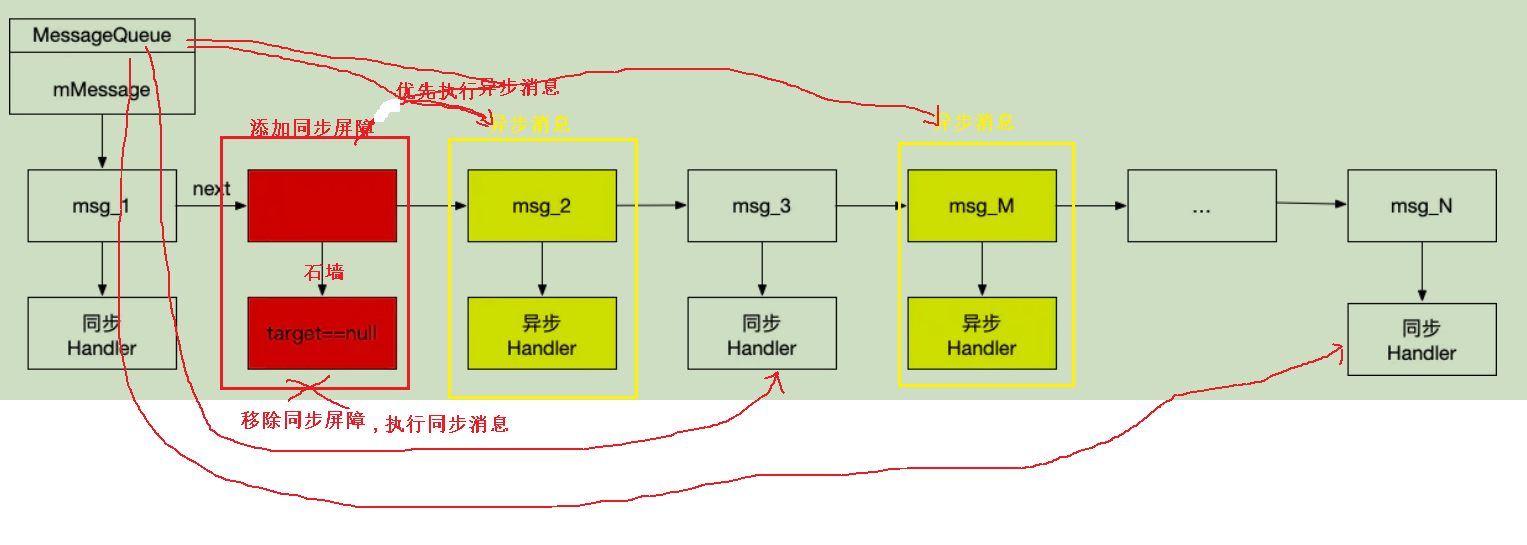 MessageQueue
mMessage
优先执行异步消息
添加同步屏障
异步消息
异步消息
msg_1
next
msg_2
msg_3
msg_M
...
msg_N
石墙
同步
Handler
target==null
异步
Handler
同步
Handler
异步
Handler
同步
Handler
移除同步屏障，执行同步消息